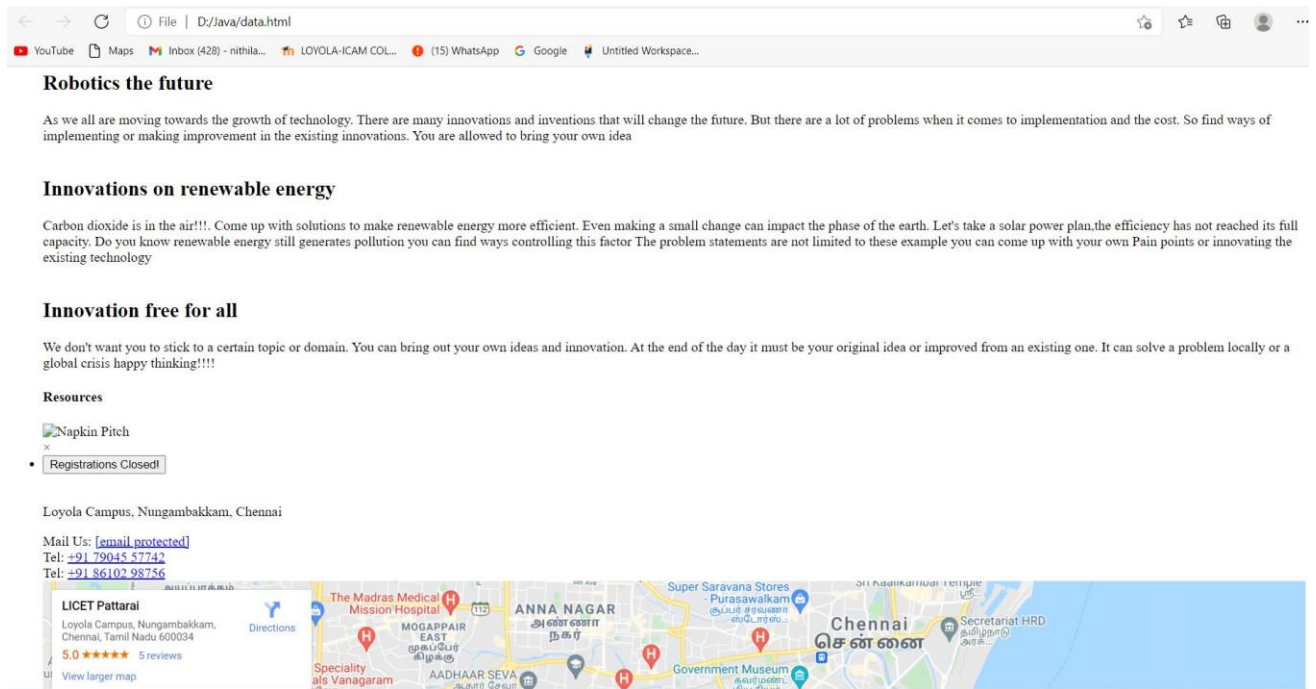 File | D:/Java/data.html
YouTube Maps Inbox (428) - nithila... LOYOLA-ICAM COL... (15) WhatsApp Google Untitled Workspace...
Robotics the future
As we all are moving towards the growth of technology. There are many innovations and inventions that will change the future. But there are a lot of problems when it comes to implementation and the cost. So find ways of
implementing or making improvement in the existing innovations. You are allowed to bring your own idea
Innovations on renewable energy
Carbon dioxide is in the air!!!. Come up with solutions to make renewable energy more efficient. Even making a small change can impact the phase of the earth. Let's take a solar power plan,the efficiency has not reached its full
capacity. Do you know renewable energy still generates pollution you can find ways controlling this factor The problem statements are not limited to these example you can come up with your own Pain points or innovating the
existing technology
Innovation free for all
We don't want you to stick to a certain topic or domain. You can bring out your own ideas and innovation. At the end of the day it must be your original idea or improved from an existing one. It can solve a problem locally or a
global crisis happy thinking!!!!
Resources
Napkin Pitch
×
• Registrations Closed!
Loyola Campus, Nungambakkam, Chennai
Mail Us: [email protected]
Tel: +91 79045 57742
Tel: +91 86102 98756
LICET Pattarai
Loyola Campus, Nungambakkam,
Chennai, Tamil Nadu 600034
Directions
5.0 ★★★★★ 5 reviews
View larger map
The Madras Medical
Mission Hospital
112
MOGAPPAIR
EAST
முகப்பேர்
கிழக்கு
ANNA NAGAR
அண்ணா
நகர்
Super Saravana Stores
- Purasawalkam
சூப்பர் சரவணா
ஸ்டோர்ஸ்...
Chennai
சென்னை
Secretariat HRD
Speciality
als Vanagaram
AADHAAR SEVA
Government Museum